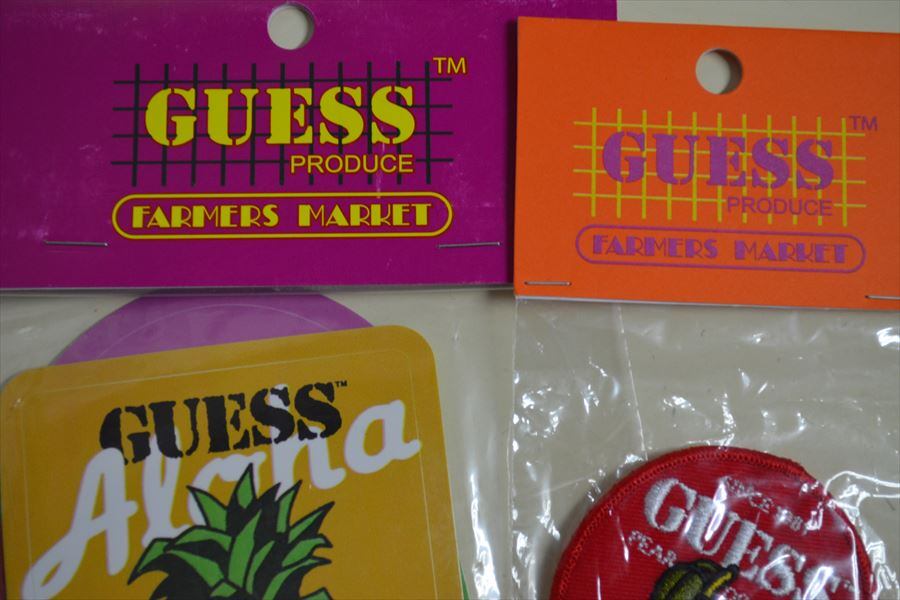 GUESS™
PRODUCE
FARMERS MARKET
GUESS™
PRODUCE
FARMERS MARKET
GUESS™
Aloha
GUESS